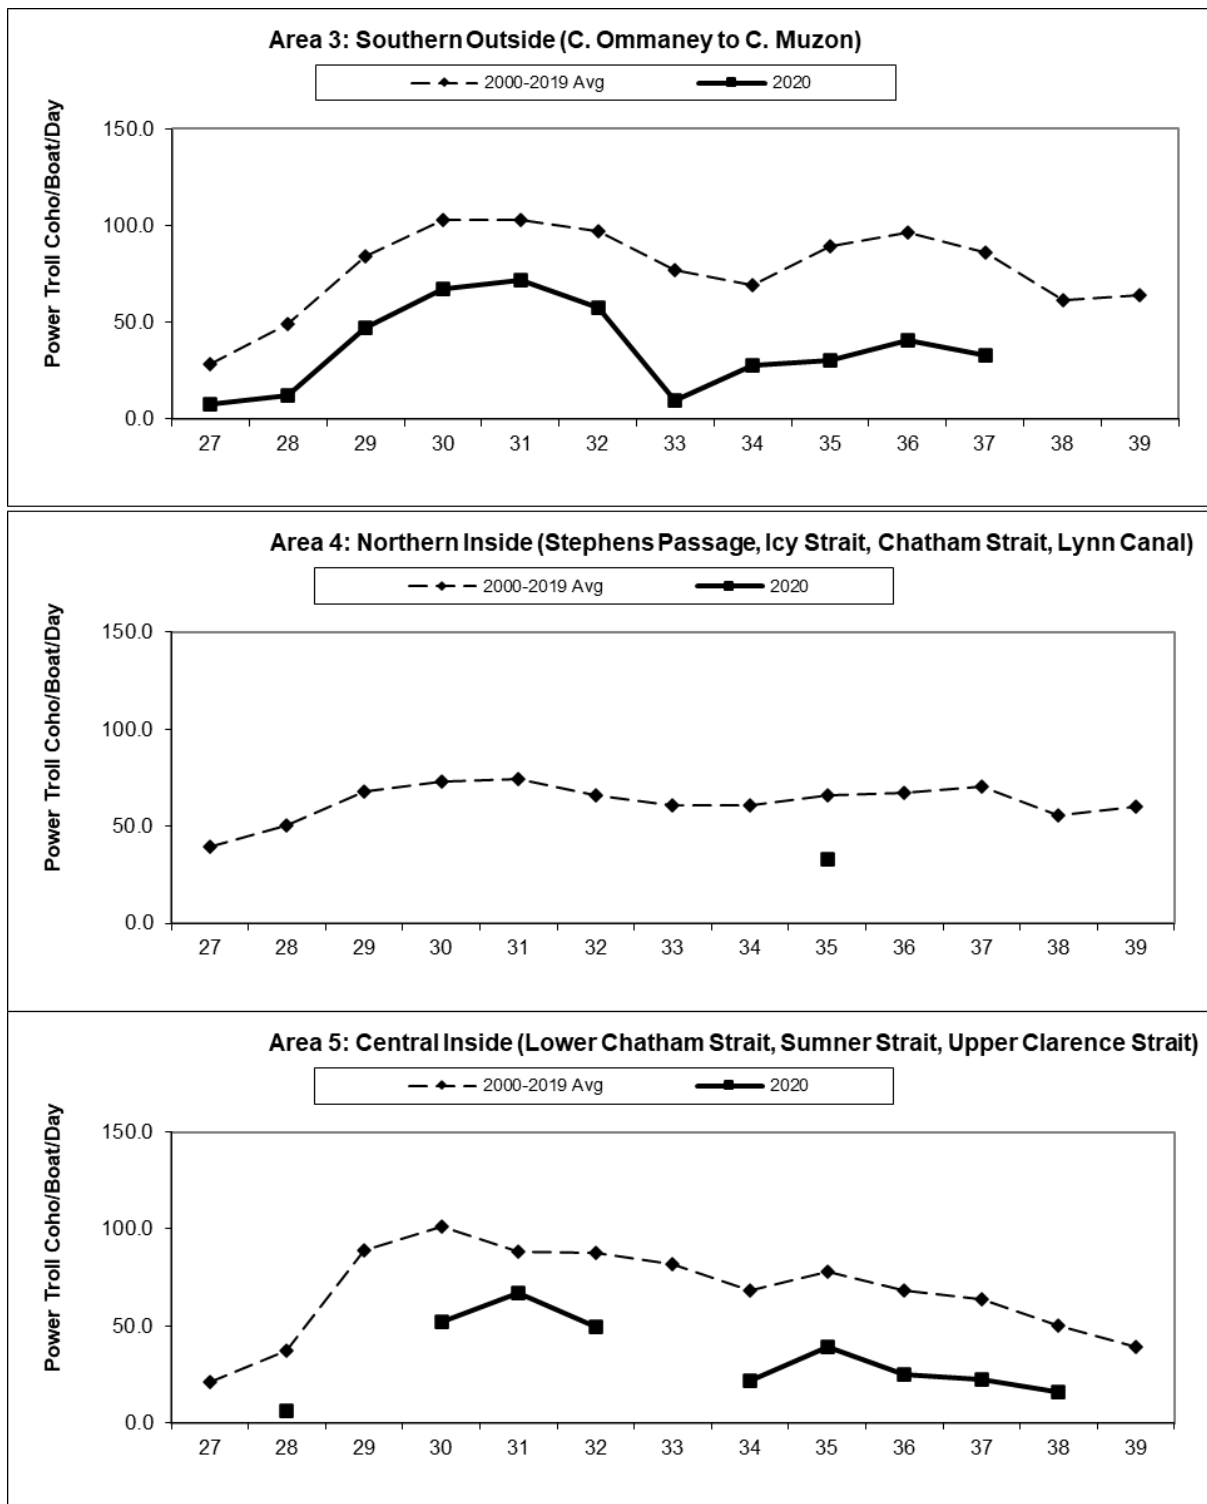 Area 3: Southern Outside (C. Ommaney to C. Muzon)
2000-2019 Avg 2020
Power Troll Coho/Boat/Day
150.0
100.0
50.0
0.0
27 28 29 30 31 32 33 34 35 36 37 38 39
Area 4: Northern Inside (Stephens Passage, Icy Strait, Chatham Strait, Lynn Canal)
2000-2019 Avg 2020
Power Troll Coho/Boat/Day
150.0
100.0
50.0
0.0
27 28 29 30 31 32 33 34 35 36 37 38 39
Area 5: Central Inside (Lower Chatham Strait, Sumner Strait, Upper Clarence Strait)
2000-2019 Avg 2020
Power Troll Coho/Boat/Day
150.0
100.0
50.0
0.0
27 28 29 30 31 32 33 34 35 36 37 38 39